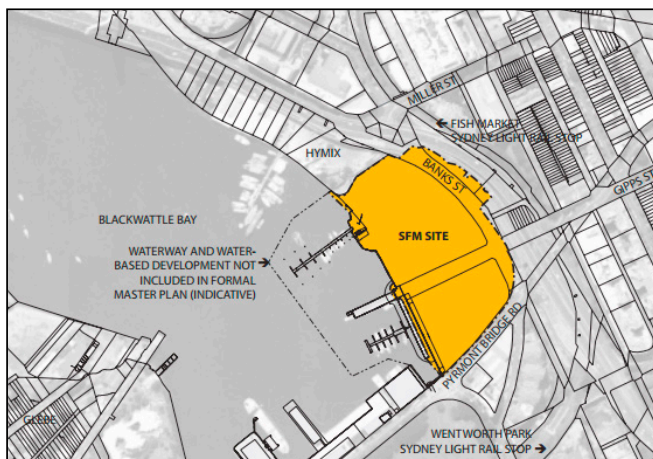 MILLER ST
← FISH MARKET
SYDNEY LIGHT RAIL STOP
HYMIX
BANKS ST
GIPPS ST
BLACKWATTLE BAY
SFM SITE
WATERWAY AND WATER-
BASED DEVELOPMENT NOT →
INCLUDED IN FORMAL
MASTER PLAN (INDICATIVE)
PYRMONT BRIDGE RD
GLEBE
WENTWORTH PARK
SYDNEY LIGHT RAIL STOP →